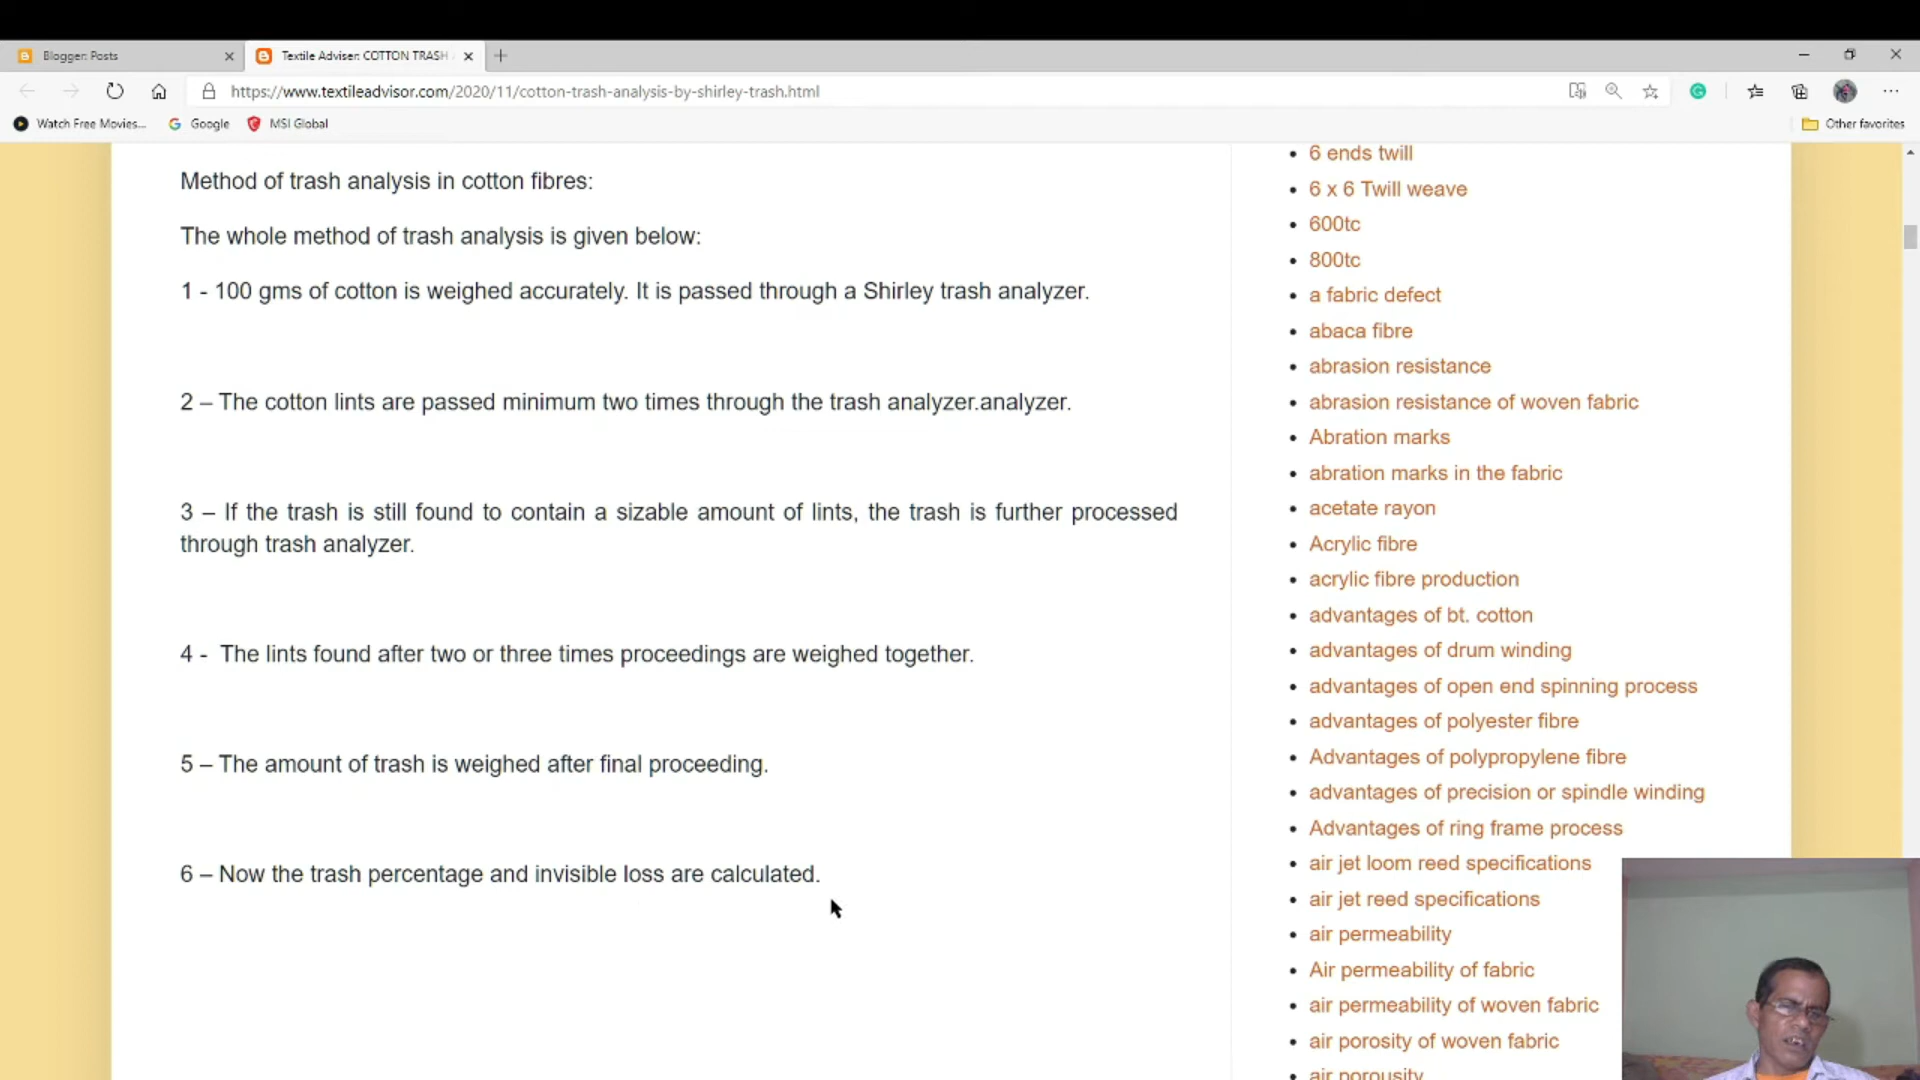 Blogger: Posts
Textile Adviser: COTTON TRASH
https://www.textileadvisor.com/2020/11/cotton-trash-analysis-by-shirley-trash.html
Watch Free Movies...
Google
MSI Global
Other favorites
Method of trash analysis in cotton fibres:
The whole method of trash analysis is given below:
1 - 100 gms of cotton is weighed accurately. It is passed through a Shirley trash analyzer.
2 – The cotton lints are passed minimum two times through the trash analyzer.analyzer.
3 – If the trash is still found to contain a sizable amount of lints, the trash is further processed
through trash analyzer.
4 - The lints found after two or three times proceedings are weighed together.
5 – The amount of trash is weighed after final proceeding.
6 – Now the trash percentage and invisible loss are calculated.
6 ends twill
6 x 6 Twill weave
600tc
800tc
a fabric defect
abaca fibre
abrasion resistance
abrasion resistance of woven fabric
Abration marks
abration marks in the fabric
acetate rayon
Acrylic fibre
acrylic fibre production
advantages of bt. cotton
advantages of drum winding
advantages of open end spinning process
advantages of polyester fibre
Advantages of polypropylene fibre
advantages of precision or spindle winding
Advantages of ring frame process
air jet loom reed specifications
air jet reed specifications
air permeability
Air permeability of fabric
air permeability of woven fabric
air porosity of woven fabric
air porousity